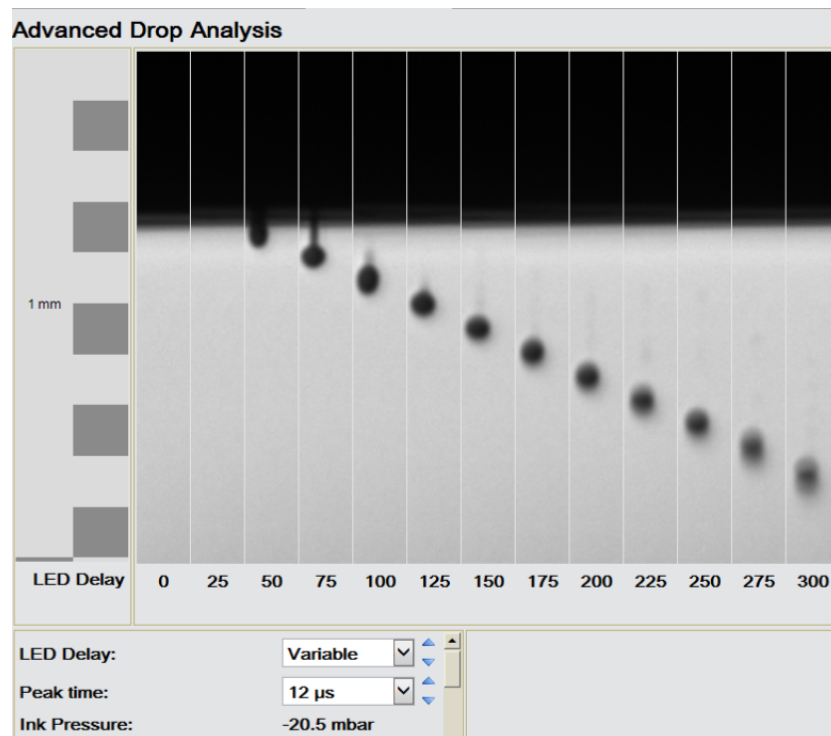 Advanced Drop Analysis
1 mm
LED Delay 0 25 50 75 100 125 150 175 200 225 250 275 300
LED Delay: Variable
Peak time: 12 µs
Ink Pressure: -20.5 mbar